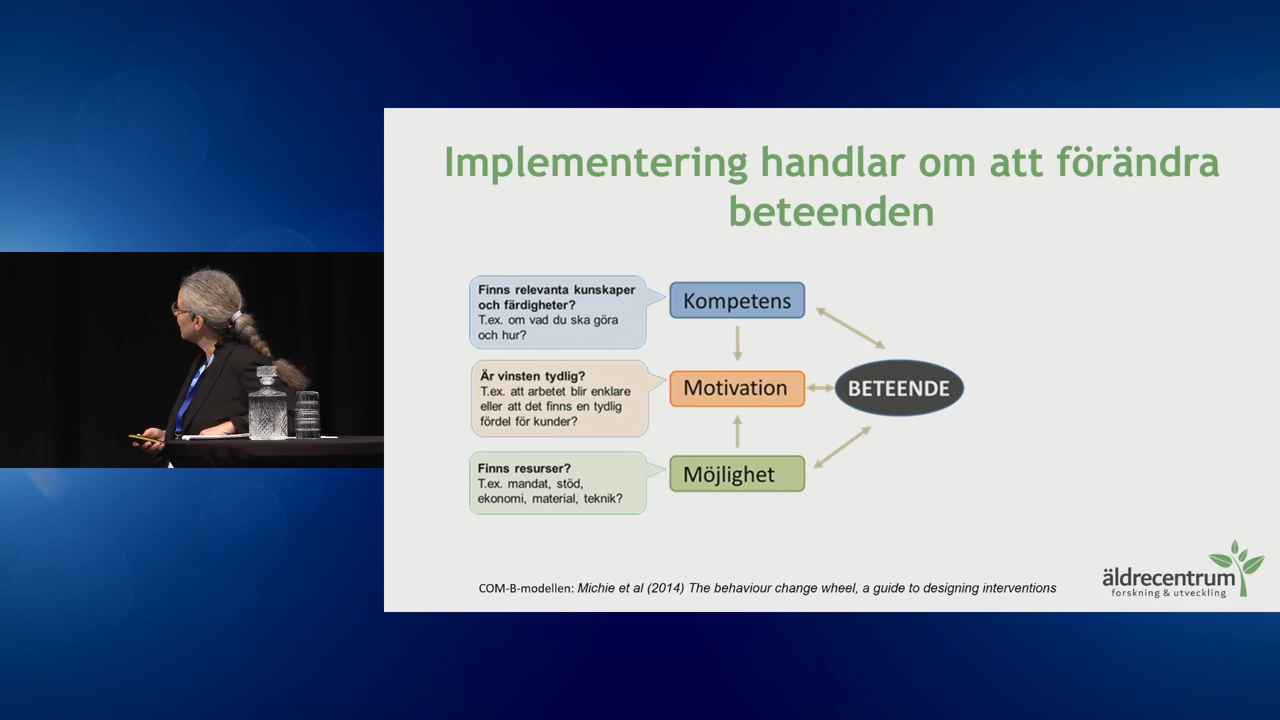 Implementering handlar om att förändra
beteenden
Finns relevanta kunskaper
och färdigheter?
T.ex. om vad du ska göra
och hur?
Kompetens
Är vinsten tydlig?
T.ex. att arbetet blir enklare
eller att det finns en tydlig
fördel för kunder?
Motivation
BETEENDE
Finns resurser?
T.ex. mandat, stöd,
ekonomi, material, teknik?
Möjlighet
COM-B-modellen: Michie et al (2014) The behaviour change wheel, a guide to designing interventions
äldrecentrum
forskning & utveckling